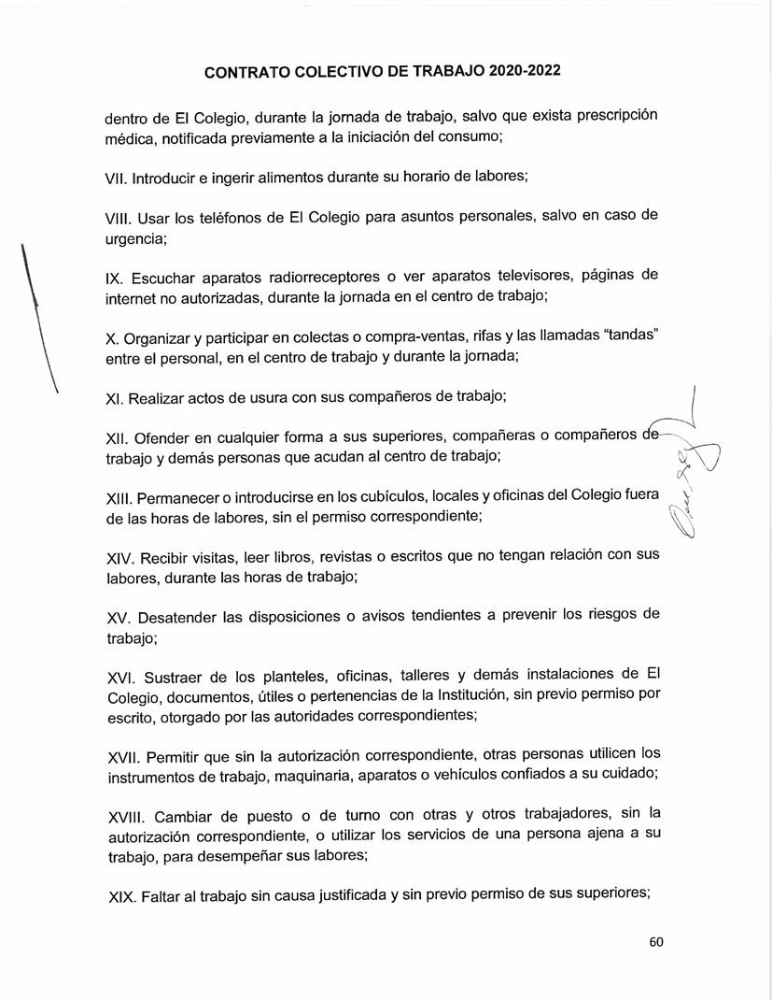 CONTRATO COLECTIVO DE TRABAJO 2020-2022
dentro de El Colegio, durante la jornada de trabajo, salvo que exista prescripción
médica, notificada previamente a la iniciación del consumo;
VII. Introducir e ingerir alimentos durante su horario de labores;
VIII. Usar los teléfonos de El Colegio para asuntos personales, salvo en caso de
urgencia;
IX. Escuchar aparatos radiorreceptores o ver aparatos televisores, páginas de
internet no autorizadas, durante la jornada en el centro de trabajo;
X. Organizar y participar en colectas o compra-ventas, rifas y las llamadas “tandas”
entre el personal, en el centro de trabajo y durante la jornada;
XI. Realizar actos de usura con sus compañeros de trabajo;
XII. Ofender en cualquier forma a sus superiores, compañeras o compañeros de
trabajo y demás personas que acudan al centro de trabajo;
XIII. Permanecer o introducirse en los cubículos, locales y oficinas del Colegio fuera
de las horas de labores, sin el permiso correspondiente;
XIV. Recibir visitas, leer libros, revistas o escritos que no tengan relación con sus
labores, durante las horas de trabajo;
XV. Desatender las disposiciones o avisos tendientes a prevenir los riesgos de
trabajo;
XVI. Sustraer de los planteles, oficinas, talleres y demás instalaciones de El
Colegio, documentos, útiles o pertenencias de la Institución, sin previo permiso por
escrito, otorgado por las autoridades correspondientes;
XVII. Permitir que sin la autorización correspondiente, otras personas utilicen los
instrumentos de trabajo, maquinaria, aparatos o vehículos confiados a su cuidado;
XVIII. Cambiar de puesto o de turno con otras y otros trabajadores, sin la
autorización correspondiente, o utilizar los servicios de una persona ajena a su
trabajo, para desempeñar sus labores;
XIX. Faltar al trabajo sin causa justificada y sin previo permiso de sus superiores;
60